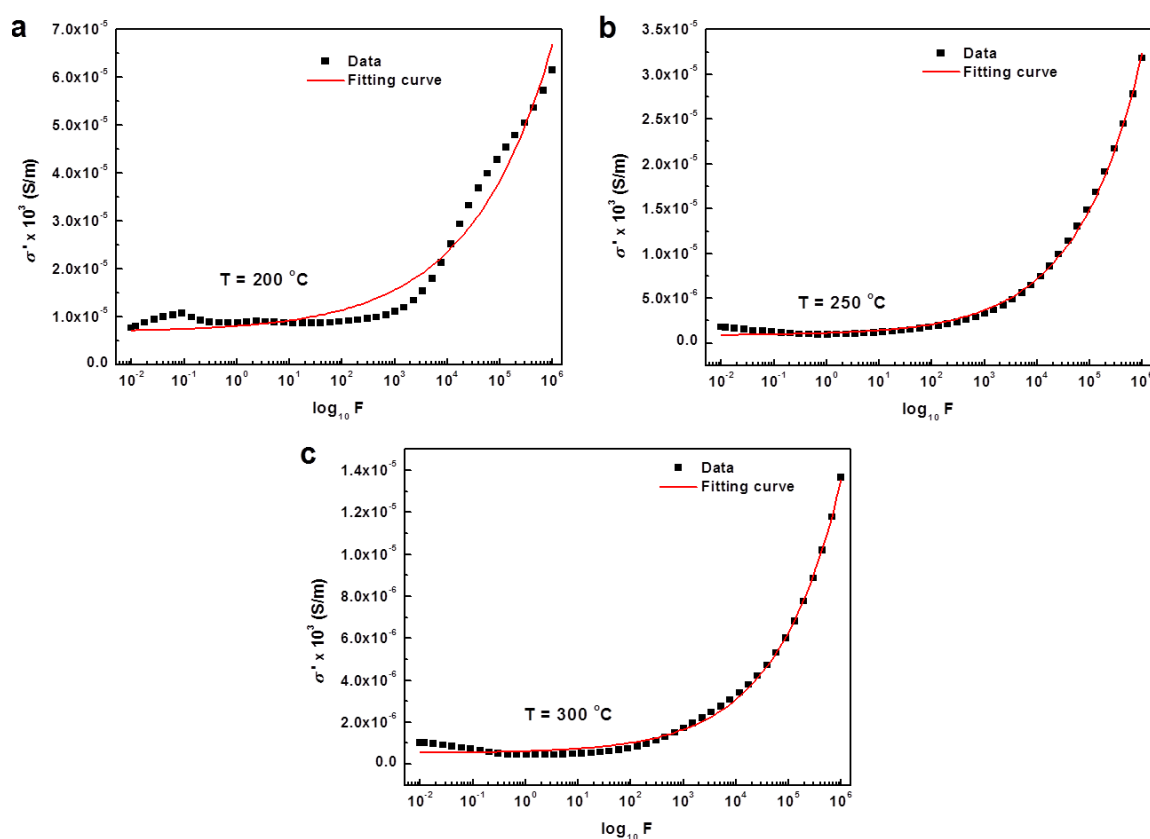 a
7.0x10⁻⁵
6.0x10⁻⁵
5.0x10⁻⁵
4.0x10⁻⁵
3.0x10⁻⁵
2.0x10⁻⁵
1.0x10⁻⁵
0.0
σ' x 10³ (S/m)
Data
Fitting curve
T = 200 °C
10⁻² 10⁻¹ 10⁰ 10¹ 10² 10³ 10⁴ 10⁵ 10⁶
log₁₀ F
b
3.5x10⁻⁵
3.0x10⁻⁵
2.5x10⁻⁵
2.0x10⁻⁵
1.5x10⁻⁵
1.0x10⁻⁵
5.0x10⁻⁶
0.0
σ' x 10³ (S/m)
Data
Fitting curve
T = 250 °C
10⁻² 10⁻¹ 10⁰ 10¹ 10² 10³ 10⁴ 10⁵ 10⁶
log₁₀ F
c
1.4x10⁻⁵
1.2x10⁻⁵
1.0x10⁻⁵
8.0x10⁻⁶
6.0x10⁻⁶
4.0x10⁻⁶
2.0x10⁻⁶
0.0
σ' x 10³ (S/m)
Data
Fitting curve
T = 300 °C
10⁻² 10⁻¹ 10⁰ 10¹ 10² 10³ 10⁴ 10⁵ 10⁶
log₁₀ F